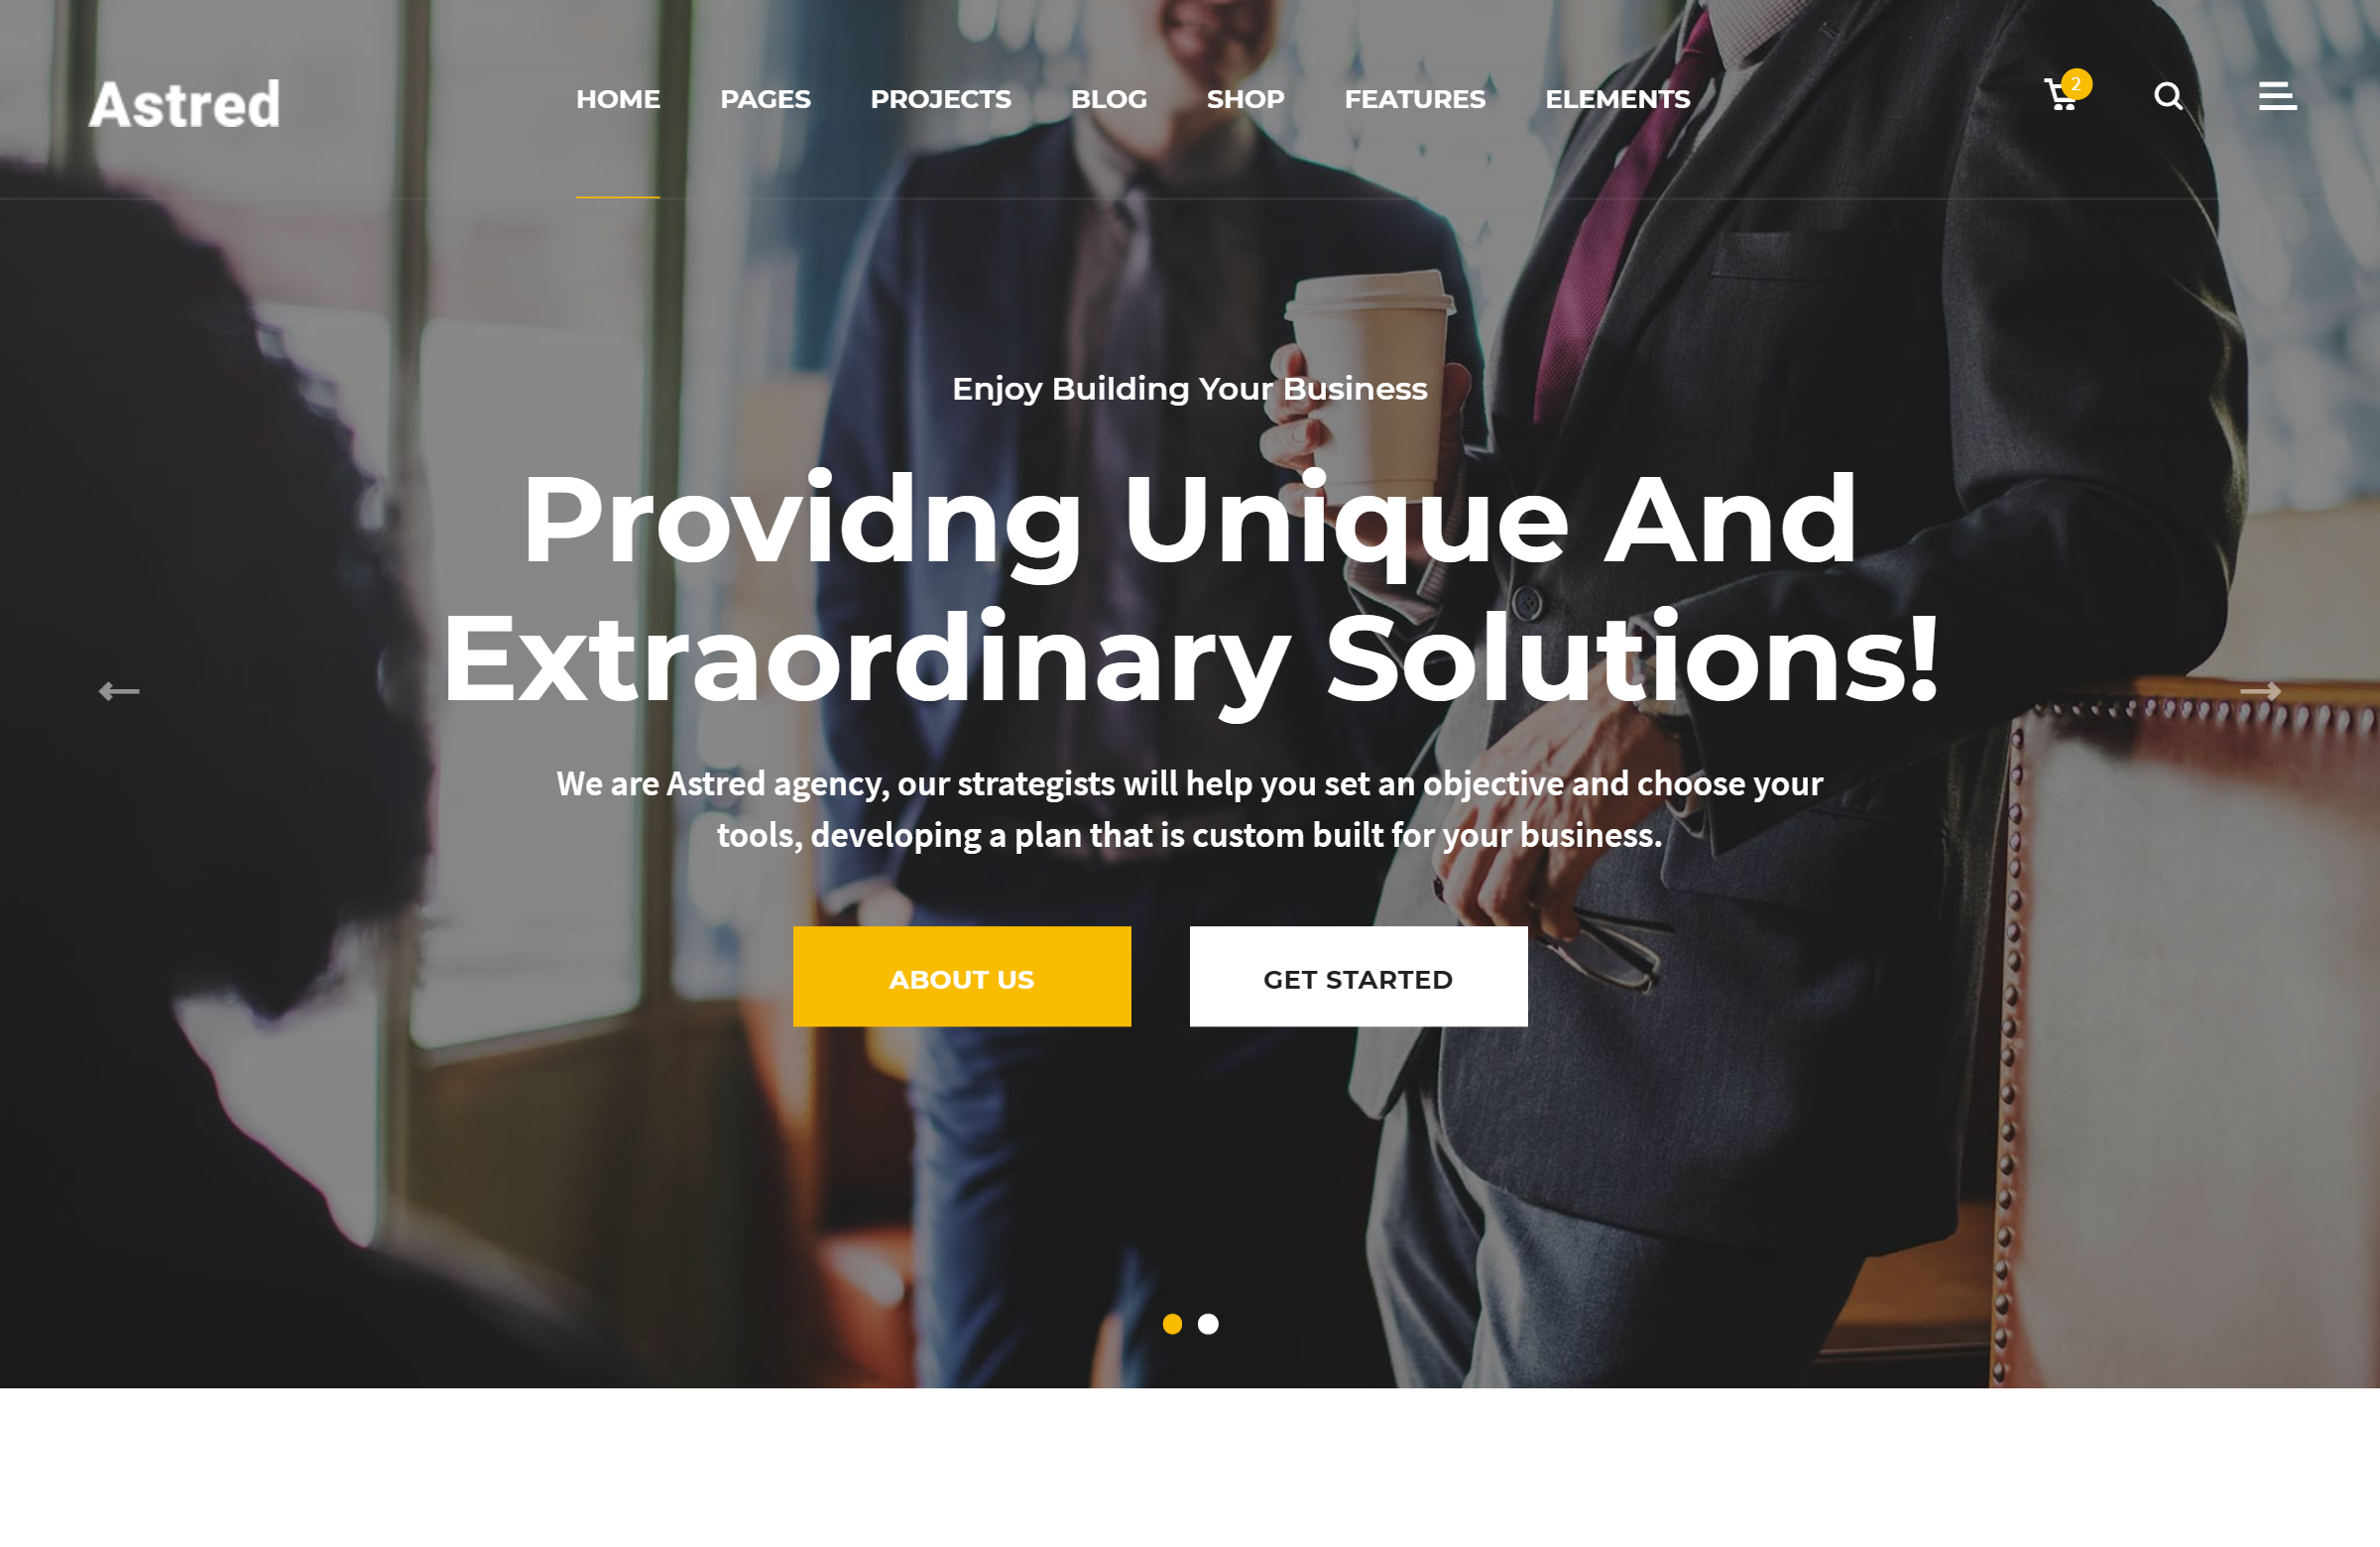 Astred
HOME PAGES PROJECTS BLOG SHOP FEATURES ELEMENTS
2
Enjoy Building Your Business
Providng Unique And
Extraordinary Solutions!
We are Astred agency, our strategists will help you set an objective and choose your
tools, developing a plan that is custom built for your business.
ABOUT US
GET STARTED